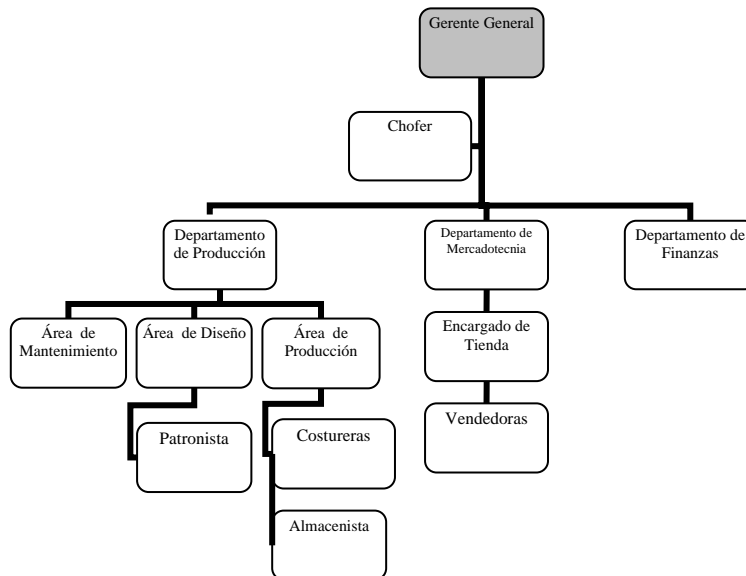 Gerente General
Chofer
Departamento
de Producción
Departamento de
Mercadotecnia
Departamento de
Finanzas
Área de
Mantenimiento
Área de Diseño
Área de
Producción
Encargado de
Tienda
Patronista
Costureras
Vendedoras
Almacenista